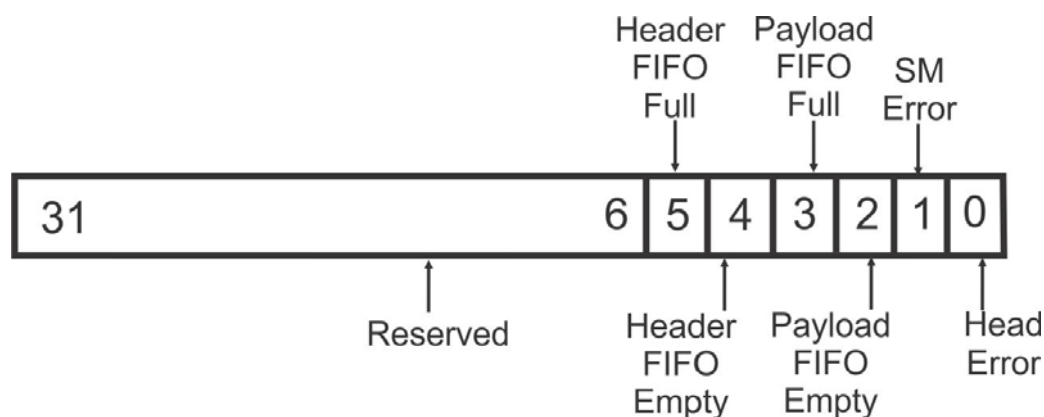 Header
FIFO
Full
Payload
FIFO
Full
SM
Error
31 6 5 4 3 2 1 0
Reserved
Header
FIFO
Empty
Payload
FIFO
Empty
Head
Error